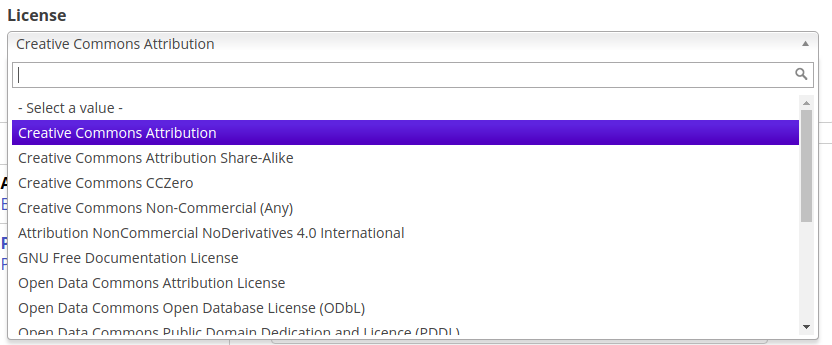 License
Creative Commons Attribution
- Select a value -
Creative Commons Attribution
Creative Commons Attribution Share-Alike
Creative Commons CCZero
Creative Commons Non-Commercial (Any)
Attribution NonCommercial NoDerivatives 4.0 International
GNU Free Documentation License
Open Data Commons Attribution License
Open Data Commons Open Database License (ODbL)
Open Data Commons Public Domain Dedication and Licence (PDDL)